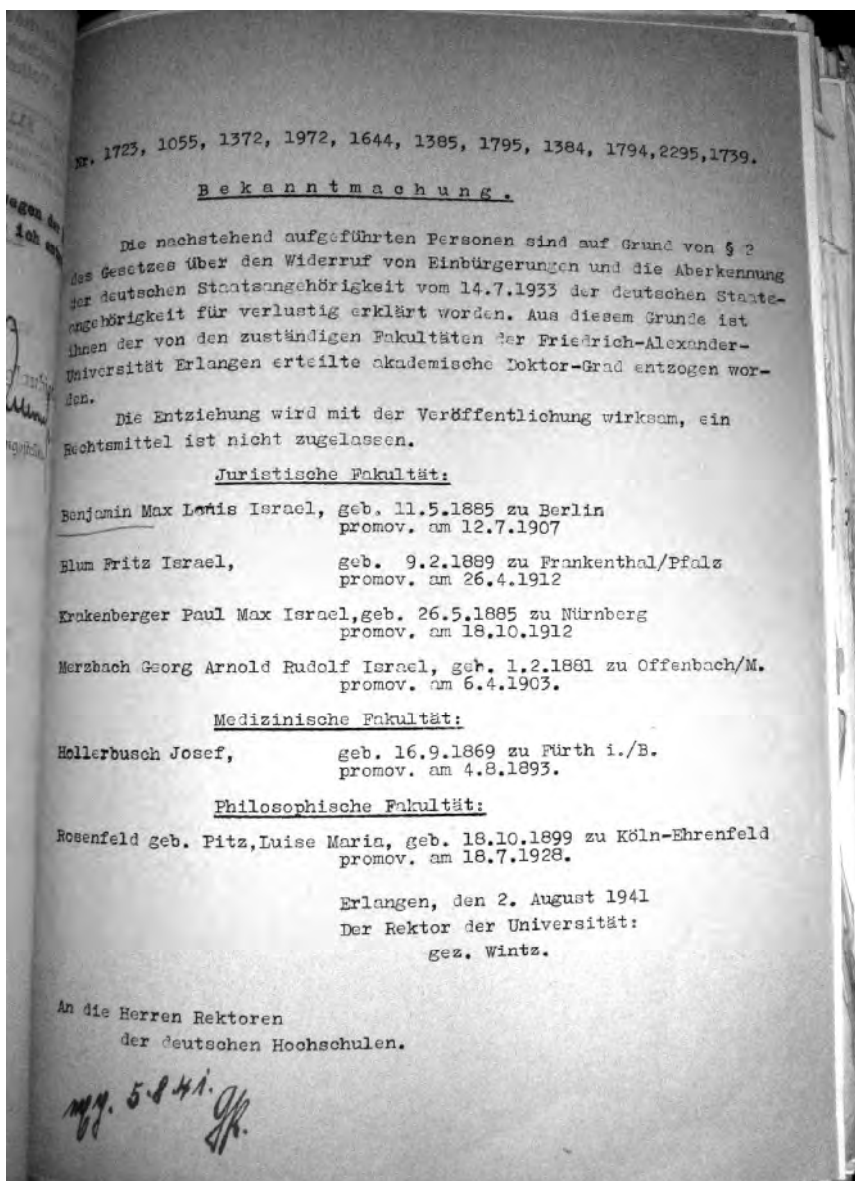 Nr. 1723, 1055, 1372, 1972, 1644, 1385, 1795, 1384, 1794,2295,1739.
Bekanntmachung.
Die nachstehend aufgeführten Personen sind auf Grund von § 2
des Gesetzes über den Widerruf von Einbürgerungen und die Aberkennung
der deutschen Staatsangehörigkeit vom 14.7.1933 der deutschen Staats-
angehörigkeit für verlustig erklärt worden. Aus diesem Grunde ist
ihnen der von den zuständigen Fakultäten der Friedrich-Alexander-
Universität Erlangen erteilte akademische Doktor-Grad entzogen wor-
den.
Die Entziehung wird mit der Veröffentlichung wirksam, ein
Rechtsmittel ist nicht zugelassen.
Juristische Fakultät:
Benjamin Max Louis Israel, geb. 11.5.1885 zu Berlin
promov. am 12.7.1907
Blum Fritz Israel, geb. 9.2.1889 zu Frankenthal/Pfalz
promov. am 26.4.1912
Krakenberger Paul Max Israel,geb. 26.5.1885 zu Nürnberg
promov. am 18.10.1912
Merzbach Georg Arnold Rudolf Israel, geb. 1.2.1881 zu Offenbach/M.
promov. am 6.4.1903.
Medizinische Fakultät:
Hollerbusch Josef, geb. 16.9.1869 zu Fürth i./B.
promov. am 4.8.1893.
Philosophische Fakultät:
Rosenfeld geb. Pitz,Luise Maria, geb. 18.10.1899 zu Köln-Ehrenfeld
promov. am 18.7.1928.
Erlangen, den 2. August 1941
Der Rektor der Universität:
gez. Wintz.
An die Herren Rektoren
der deutschen Hochschulen.
5.8.41.